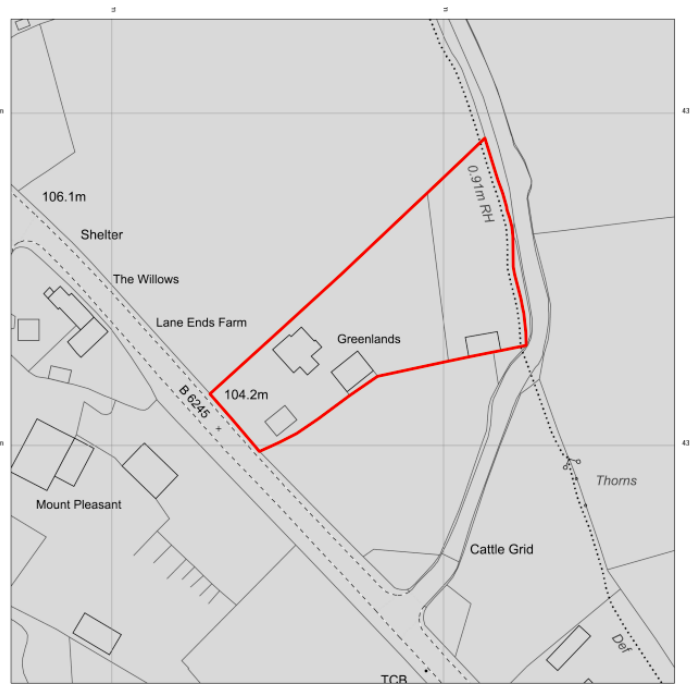 43
106.1m
0.91m RH
Shelter
The Willows
Lane Ends Farm
Greenlands
104.2m
B 6245
43
Thorns
Mount Pleasant
Cattle Grid
Def
TCB